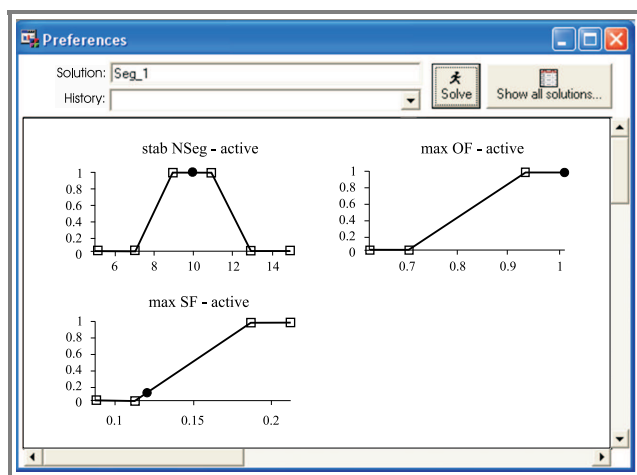 Preferences
Solution: Seg_1
History:
Solve
Show all solutions...
stab NSeg - active
1
0.8
0.6
0.4
0.2
0
6 8 10 12 14
max OF - active
1
0.8
0.6
0.4
0.2
0
0.7 0.8 0.9 1
max SF - active
1
0.8
0.6
0.4
0.2
0
0.1 0.15 0.2